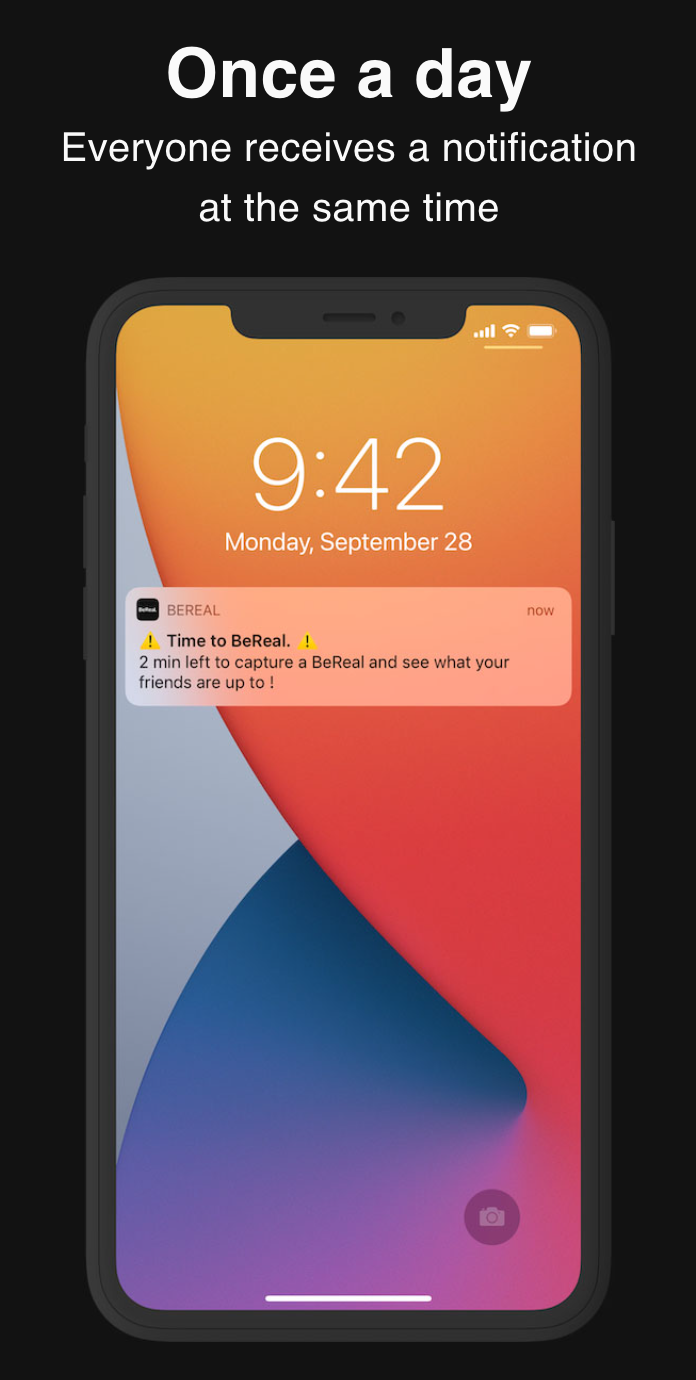 Once a day
Everyone receives a notification
at the same time
9:42
Monday, September 28
BeReal.
BEREAL
now
⚠️ Time to BeReal. ⚠️
2 min left to capture a BeReal and see what your
friends are up to !